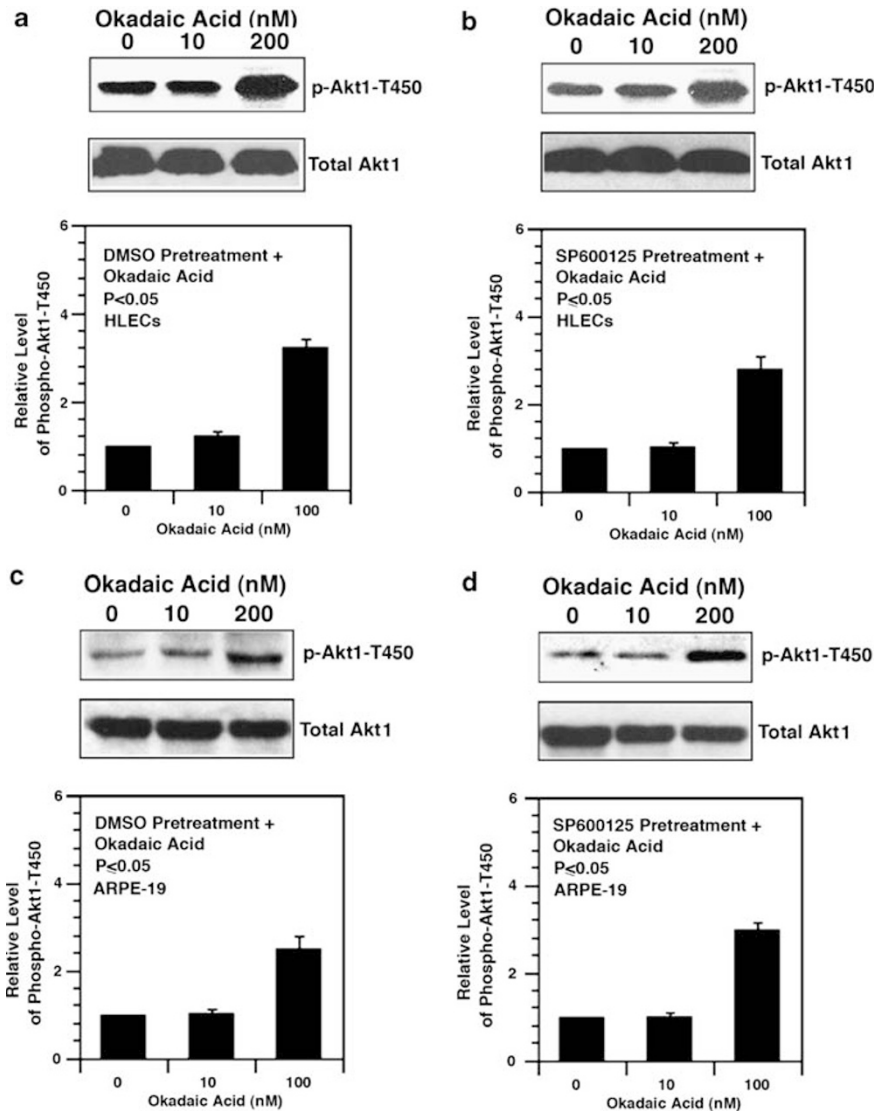 a
Okadaic Acid (nM)
0 10 200
p-Akt1-T450
Total Akt1
6
4
2
0
Relative Level
of Phospho-Akt1-T450
DMSO Pretreatment +
Okadaic Acid
P<0.05
HLECs
0 10 100
Okadaic Acid (nM)
b
Okadaic Acid (nM)
0 10 200
p-Akt1-T450
Total Akt1
6
4
2
0
Relative Level
of Phospho-Akt1-T450
SP600125 Pretreatment +
Okadaic Acid
P≤0.05
HLECs
0 10 100
Okadaic Acid (nM)
c
Okadaic Acid (nM)
0 10 200
p-Akt1-T450
Total Akt1
6
4
2
0
Relative Level
of Phospho-Akt1-T450
DMSO Pretreatment +
Okadaic Acid
P≤0.05
ARPE-19
0 10 100
Okadaic Acid (nM)
d
Okadaic Acid (nM)
0 10 200
p-Akt1-T450
Total Akt1
6
4
2
0
Relative Level
of Phospho-Akt1-T450
SP600125 Pretreatment +
Okadaic Acid
P≤0.05
ARPE-19
0 10 100
Okadaic Acid (nM)